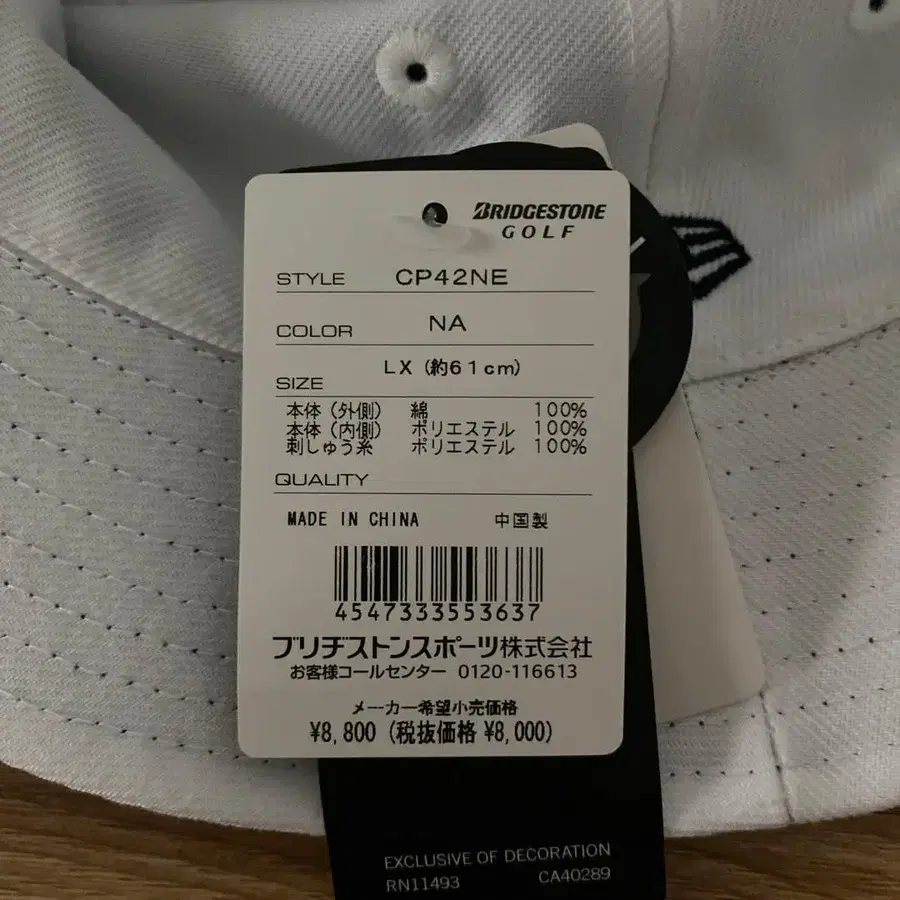 BRIDGESTONE
GOLF
STYLE CP42NE
COLOR NA
SIZE LX (約61cm)
本体(外側) 綿 100%
本体(内側) ポリエステル 100%
刺しゅう糸 ポリエステル 100%
QUALITY
MADE IN CHINA 中国製
4547333553637
ブリヂストンスポーツ株式会社
お客様コールセンター 0120-116613
メーカー希望小売価格
¥8,800 (税抜価格 ¥8,000)
EXCLUSIVE OF DECORATION
RN11493 CA40289